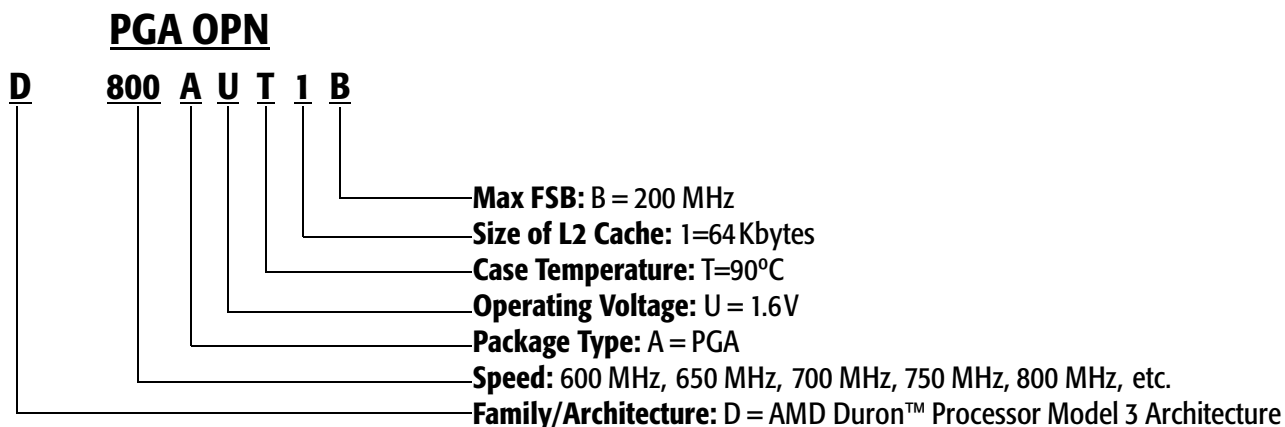 PGA OPN
D 800 A U T 1 B
Max FSB: B = 200 MHz
Size of L2 Cache: 1=64 Kbytes
Case Temperature: T=90ºC
Operating Voltage: U = 1.6 V
Package Type: A = PGA
Speed: 600 MHz, 650 MHz, 700 MHz, 750 MHz, 800 MHz, etc.
Family/Architecture: D = AMD Duron™ Processor Model 3 Architecture